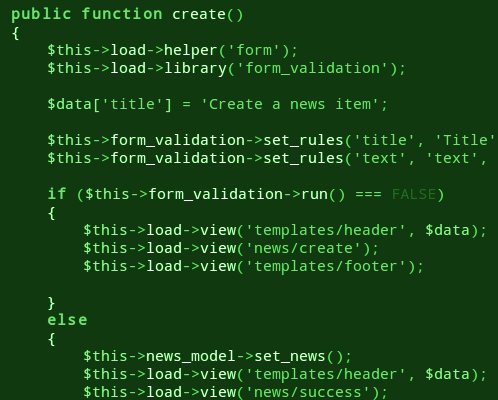 public function create()
{
    $this->load->helper('form');
    $this->load->library('form_validation');

    $data['title'] = 'Create a news item';

    $this->form_validation->set_rules('title', 'Title'
    $this->form_validation->set_rules('text', 'text',

    if ($this->form_validation->run() === FALSE)
    {
        $this->load->view('templates/header', $data);
        $this->load->view('news/create');
        $this->load->view('templates/footer');

    }
    else
    {
        $this->news_model->set_news();
        $this->load->view('templates/header', $data);
        $this->load->view('news/success');